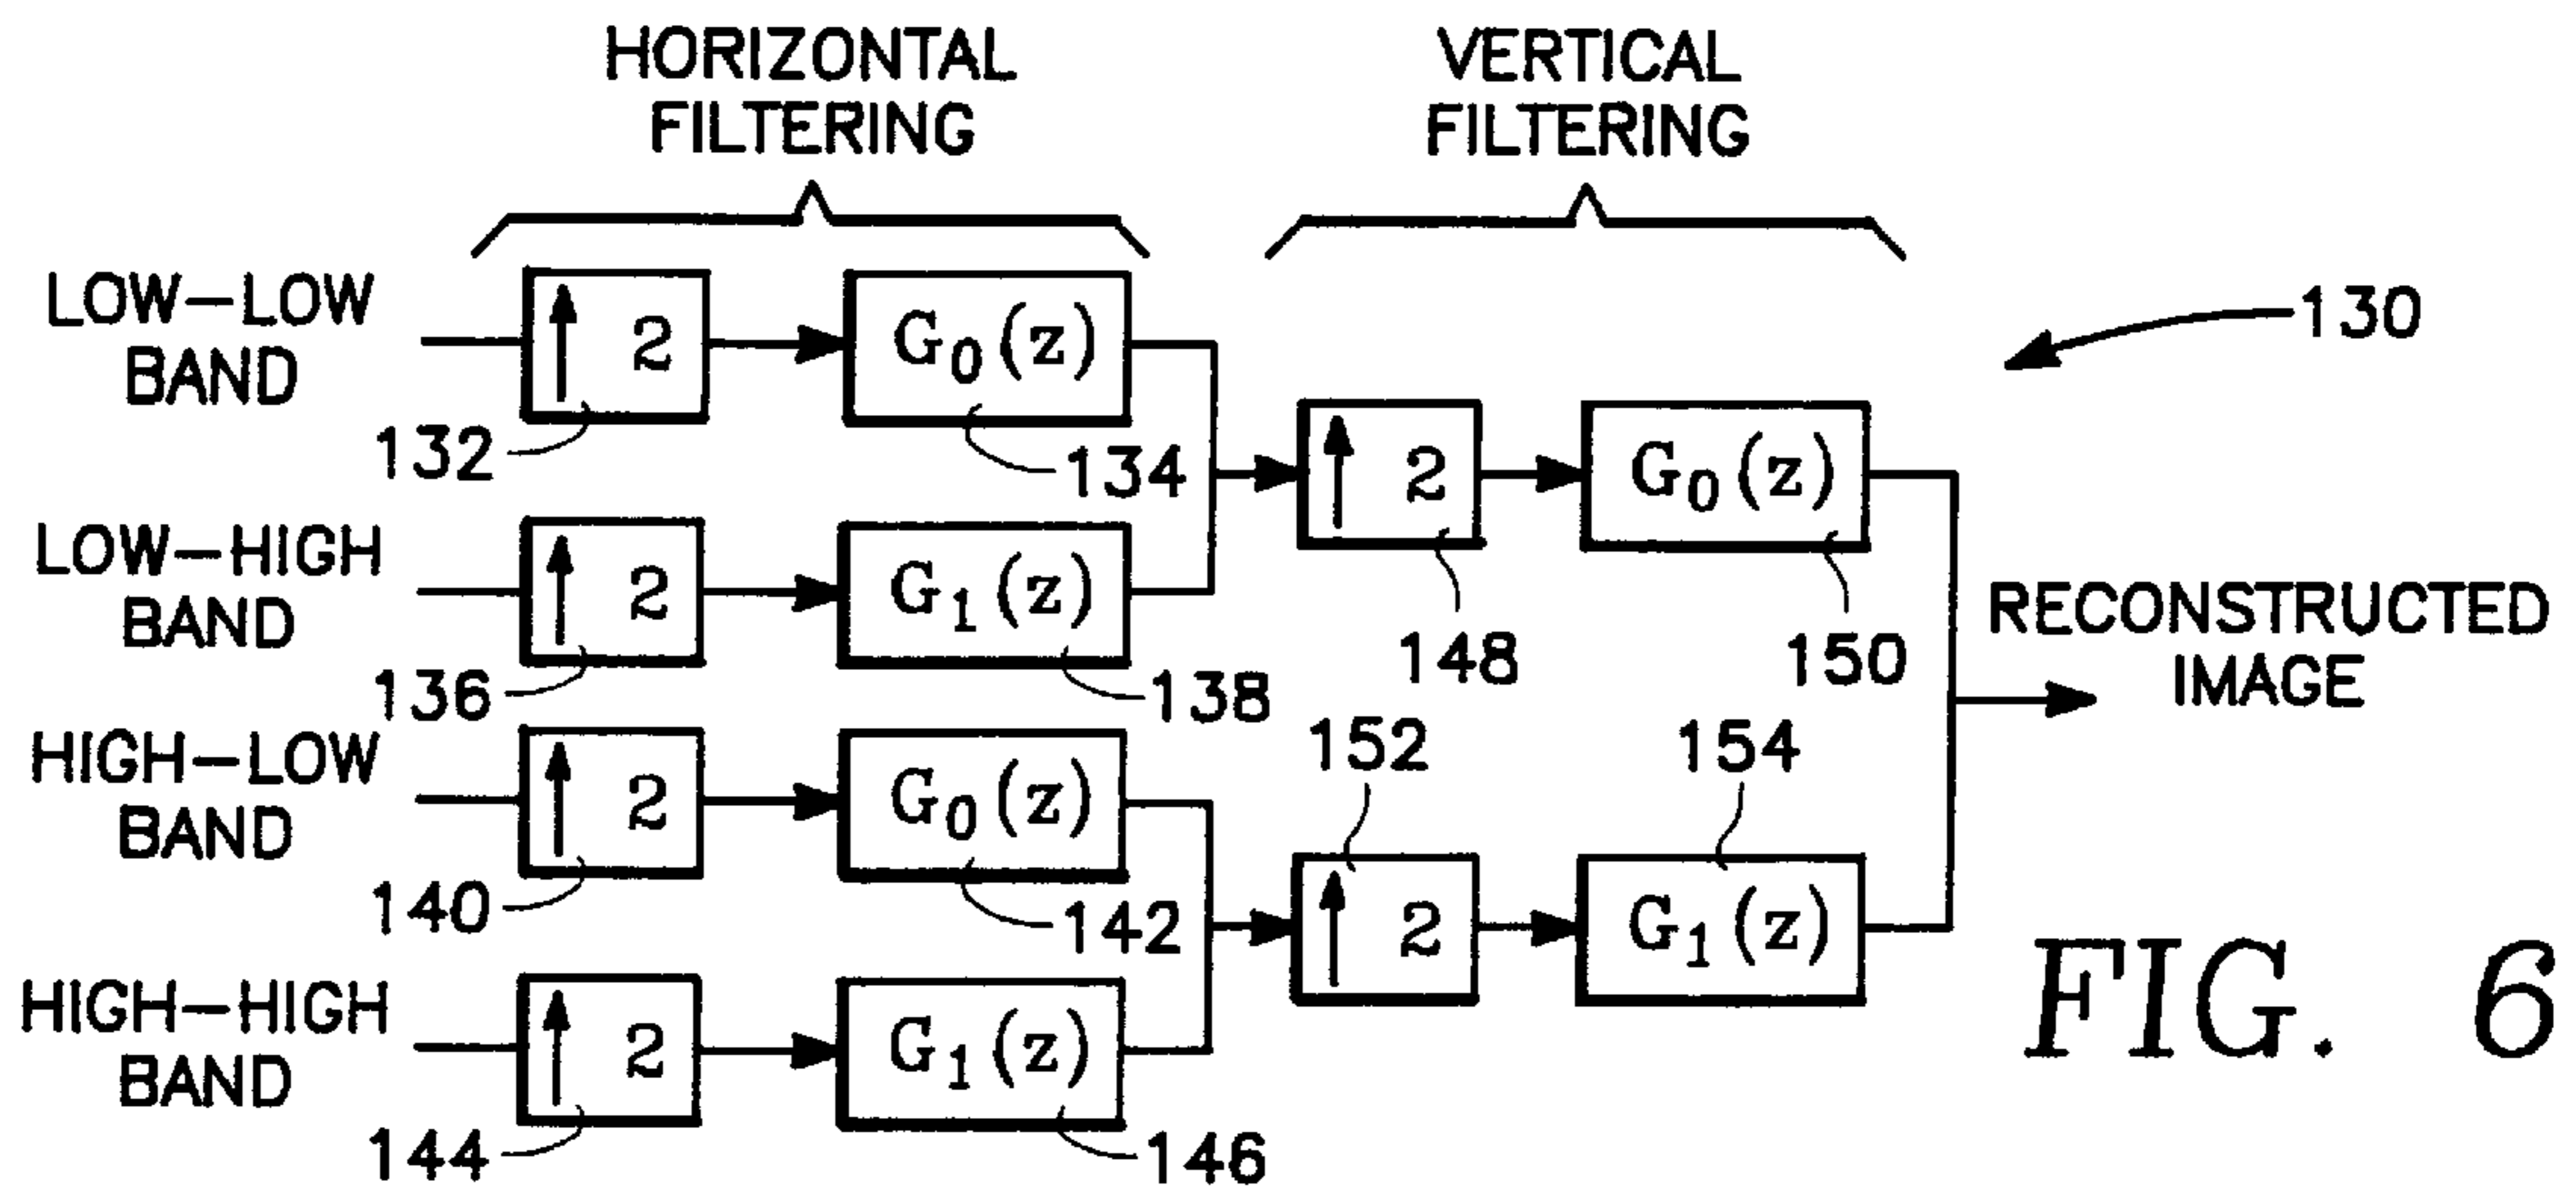 HORIZONTAL
FILTERING
VERTICAL
FILTERING
LOW-LOW
BAND
2
G0(z)
132
134
130
2
G0(z)
148
150
LOW-HIGH
BAND
2
G1(z)
136
138
RECONSTRUCTED
IMAGE
HIGH-LOW
BAND
2
G0(z)
140
142
152
154
2
G1(z)
HIGH-HIGH
BAND
2
G1(z)
144
146
FIG. 6